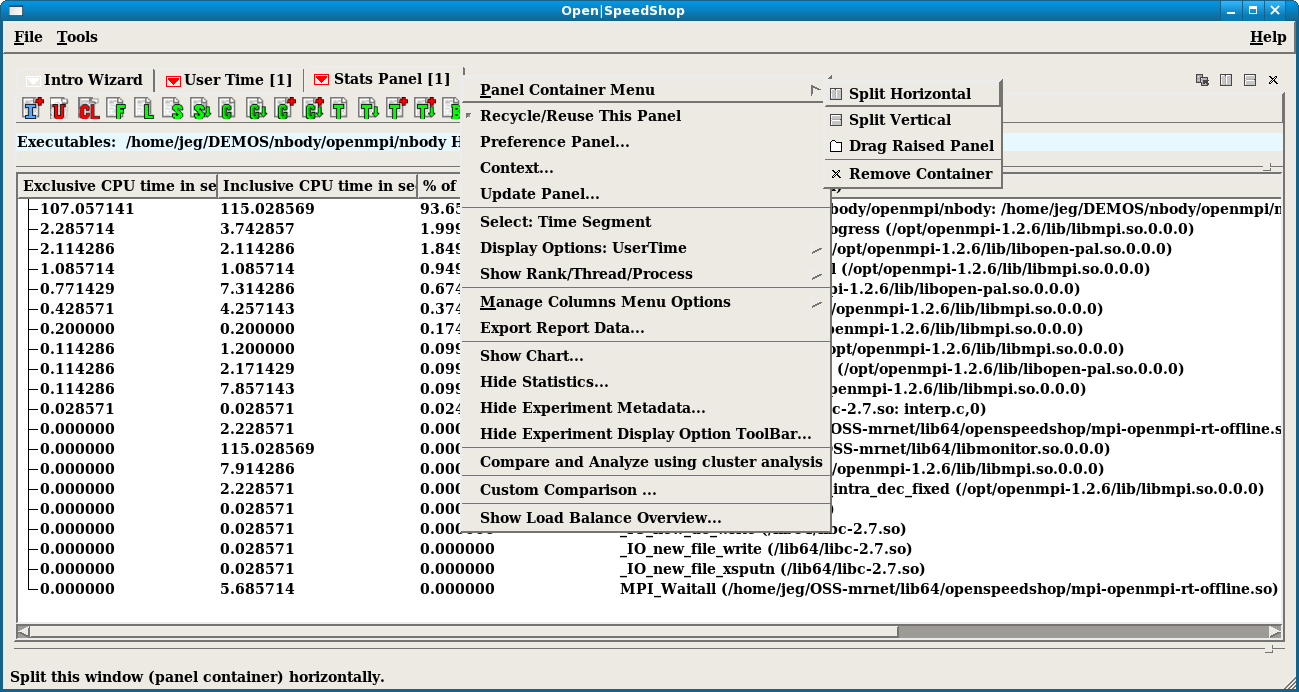 Open|SpeedShop
File Tools Help
Intro Wizard User Time [1] Stats Panel [1]
I U CL F L S S C C C C T T T T B
Executables: /home/jeg/DEMOS/nbody/openmpi/nbody H
Panel Container Menu
Recycle/Reuse This Panel
Preference Panel...
Context...
Update Panel...
Select: Time Segment
Display Options: UserTime
Show Rank/Thread/Process
Manage Columns Menu Options
Export Report Data...
Show Chart...
Hide Statistics...
Hide Experiment Metadata...
Hide Experiment Display Option ToolBar...
Compare and Analyze using cluster analysis
Custom Comparison ...
Show Load Balance Overview...
Split Horizontal
Split Vertical
Drag Raised Panel
Remove Container
Exclusive CPU time in se Inclusive CPU time in se % of
107.057141 115.028569 93.65 body/openmpi/nbody: /home/jeg/DEMOS/nbody/openmpi/n
2.285714 3.742857 1.999 ogress (/opt/openmpi-1.2.6/lib/libmpi.so.0.0.0)
2.114286 2.114286 1.849 /opt/openmpi-1.2.6/lib/libopen-pal.so.0.0.0)
1.085714 1.085714 0.949 l (/opt/openmpi-1.2.6/lib/libmpi.so.0.0.0)
0.771429 7.314286 0.674 pi-1.2.6/lib/libopen-pal.so.0.0.0)
0.428571 4.257143 0.374 /openmpi-1.2.6/lib/libmpi.so.0.0.0)
0.200000 0.200000 0.174 penmpi-1.2.6/lib/libmpi.so.0.0.0)
0.114286 1.200000 0.099 opt/openmpi-1.2.6/lib/libmpi.so.0.0.0)
0.114286 2.171429 0.099 (/opt/openmpi-1.2.6/lib/libopen-pal.so.0.0.0)
0.114286 7.857143 0.099 penmpi-1.2.6/lib/libmpi.so.0.0.0)
0.028571 0.028571 0.024 c-2.7.so: interp.c,0)
0.000000 2.228571 0.000 OSS-mrnet/lib64/openspeedshop/mpi-openmpi-rt-offline.s
0.000000 115.028569 0.000 SS-mrnet/lib64/libmonitor.so.0.0.0)
0.000000 7.914286 0.000 /openmpi-1.2.6/lib/libmpi.so.0.0.0)
0.000000 2.228571 0.000 intra_dec_fixed (/opt/openmpi-1.2.6/lib/libmpi.so.0.0.0)
0.000000 0.028571 0.000 )
0.000000 0.028571 0.000000 bc-2.7.so)
0.000000 0.028571 0.000000 _IO_new_file_write (/lib64/libc-2.7.so)
0.000000 0.028571 0.000000 _IO_new_file_xsputn (/lib64/libc-2.7.so)
0.000000 5.685714 0.000000 MPI_Waitall (/home/jeg/OSS-mrnet/lib64/openspeedshop/mpi-openmpi-rt-offline.so)
Split this window (panel container) horizontally.